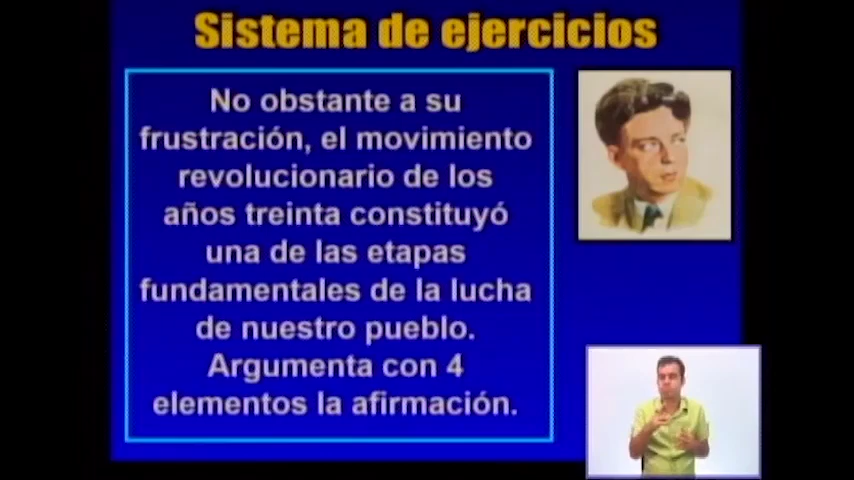 Sistema de ejercicios
No obstante a su
frustración, el movimiento
revolucionario de los
años treinta constituyó
una de las etapas
fundamentales de la lucha
de nuestro pueblo.
Argumenta con 4
elementos la afirmación.